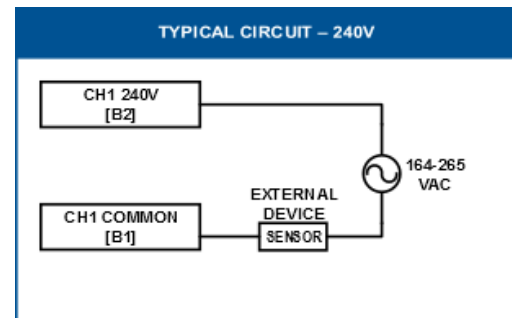 TYPICAL CIRCUIT – 240V
CH1 240V
[B2]
164-265
VAC
EXTERNAL
DEVICE
SENSOR
CH1 COMMON
[B1]